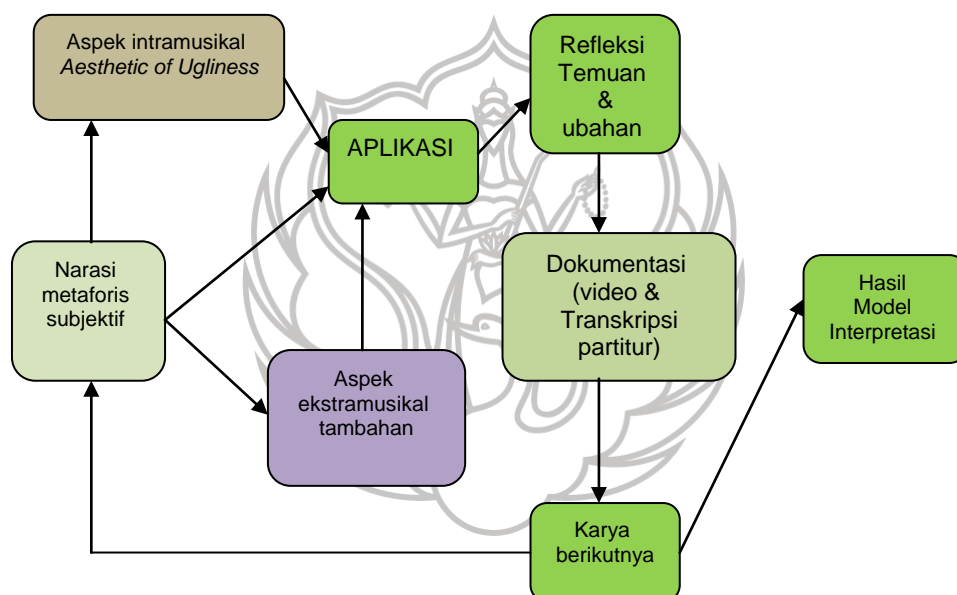 Aspek intramusikal
Aesthetic of Ugliness
Refleksi
Temuan
&
ubahan
APLIKASI
Narasi
metaforis
subjektif
Dokumentasi
(video &
Transkripsi
partitur)
Hasil
Model
Interpretasi
Aspek
ekstramusikal
tambahan
Karya
berikutnya